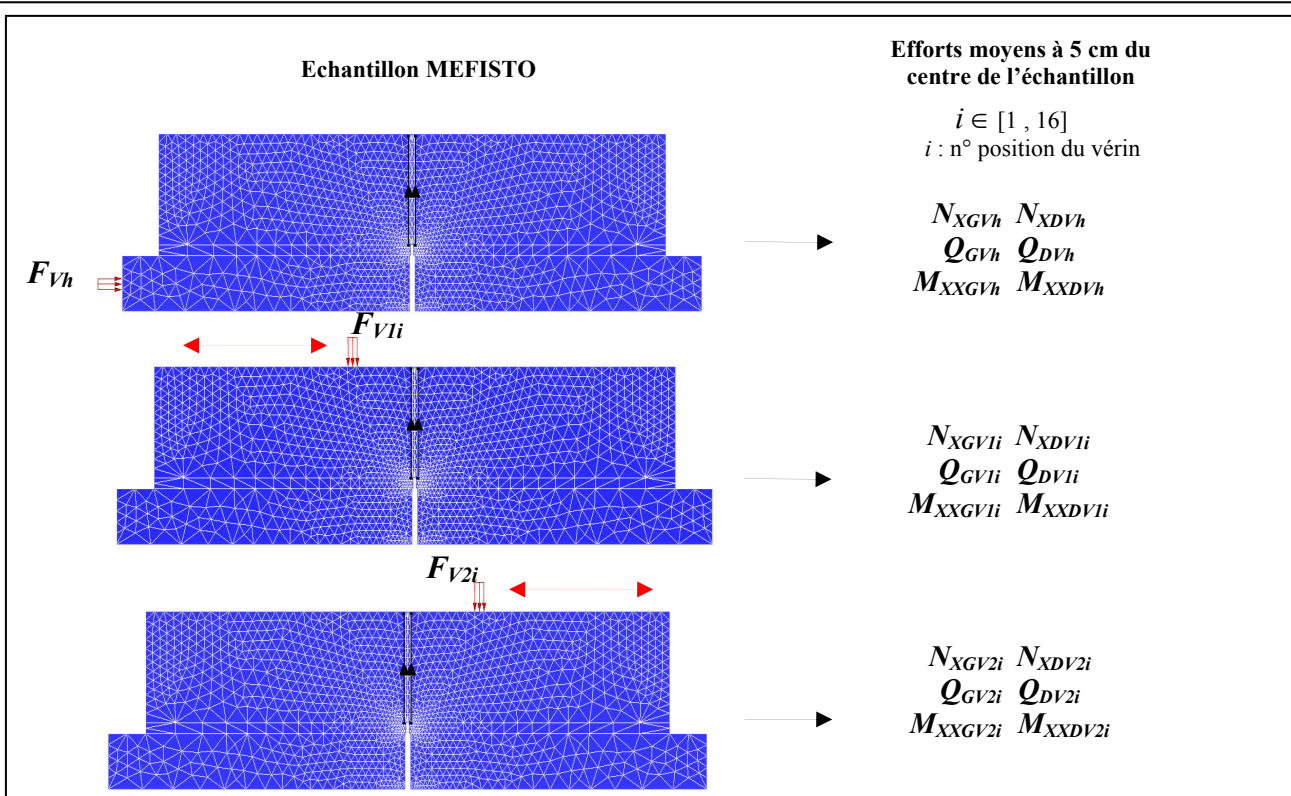 Echantillon MEFISTO
Efforts moyens à 5 cm du
centre de l'échantillon
i ∈ [1 , 16]
i : n° position du vérin
F_Vh
N_XGVh N_XDVh
Q_GVh Q_DVh
M_XXGVh M_XXDVh
F_V1i
N_XGV1i N_XDV1i
Q_GV1i Q_DV1i
M_XXGV1i M_XXDV1i
F_V2i
N_XGV2i N_XDV2i
Q_GV2i Q_DV2i
M_XXGV2i M_XXDV2i